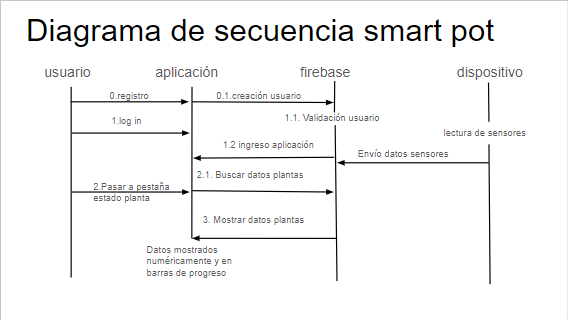 Diagrama de secuencia smart pot
usuario
aplicación
firebase
dispositivo
0.registro
0.1.creación usuario
1.log in
1.1. Validación usuario
lectura de sensores
1.2 ingreso aplicación
Envío datos sensores
2.1. Buscar datos plantas
2.Pasar a pestaña
estado planta
3. Mostrar datos plantas
Datos mostrados
numéricamente y en
barras de progreso